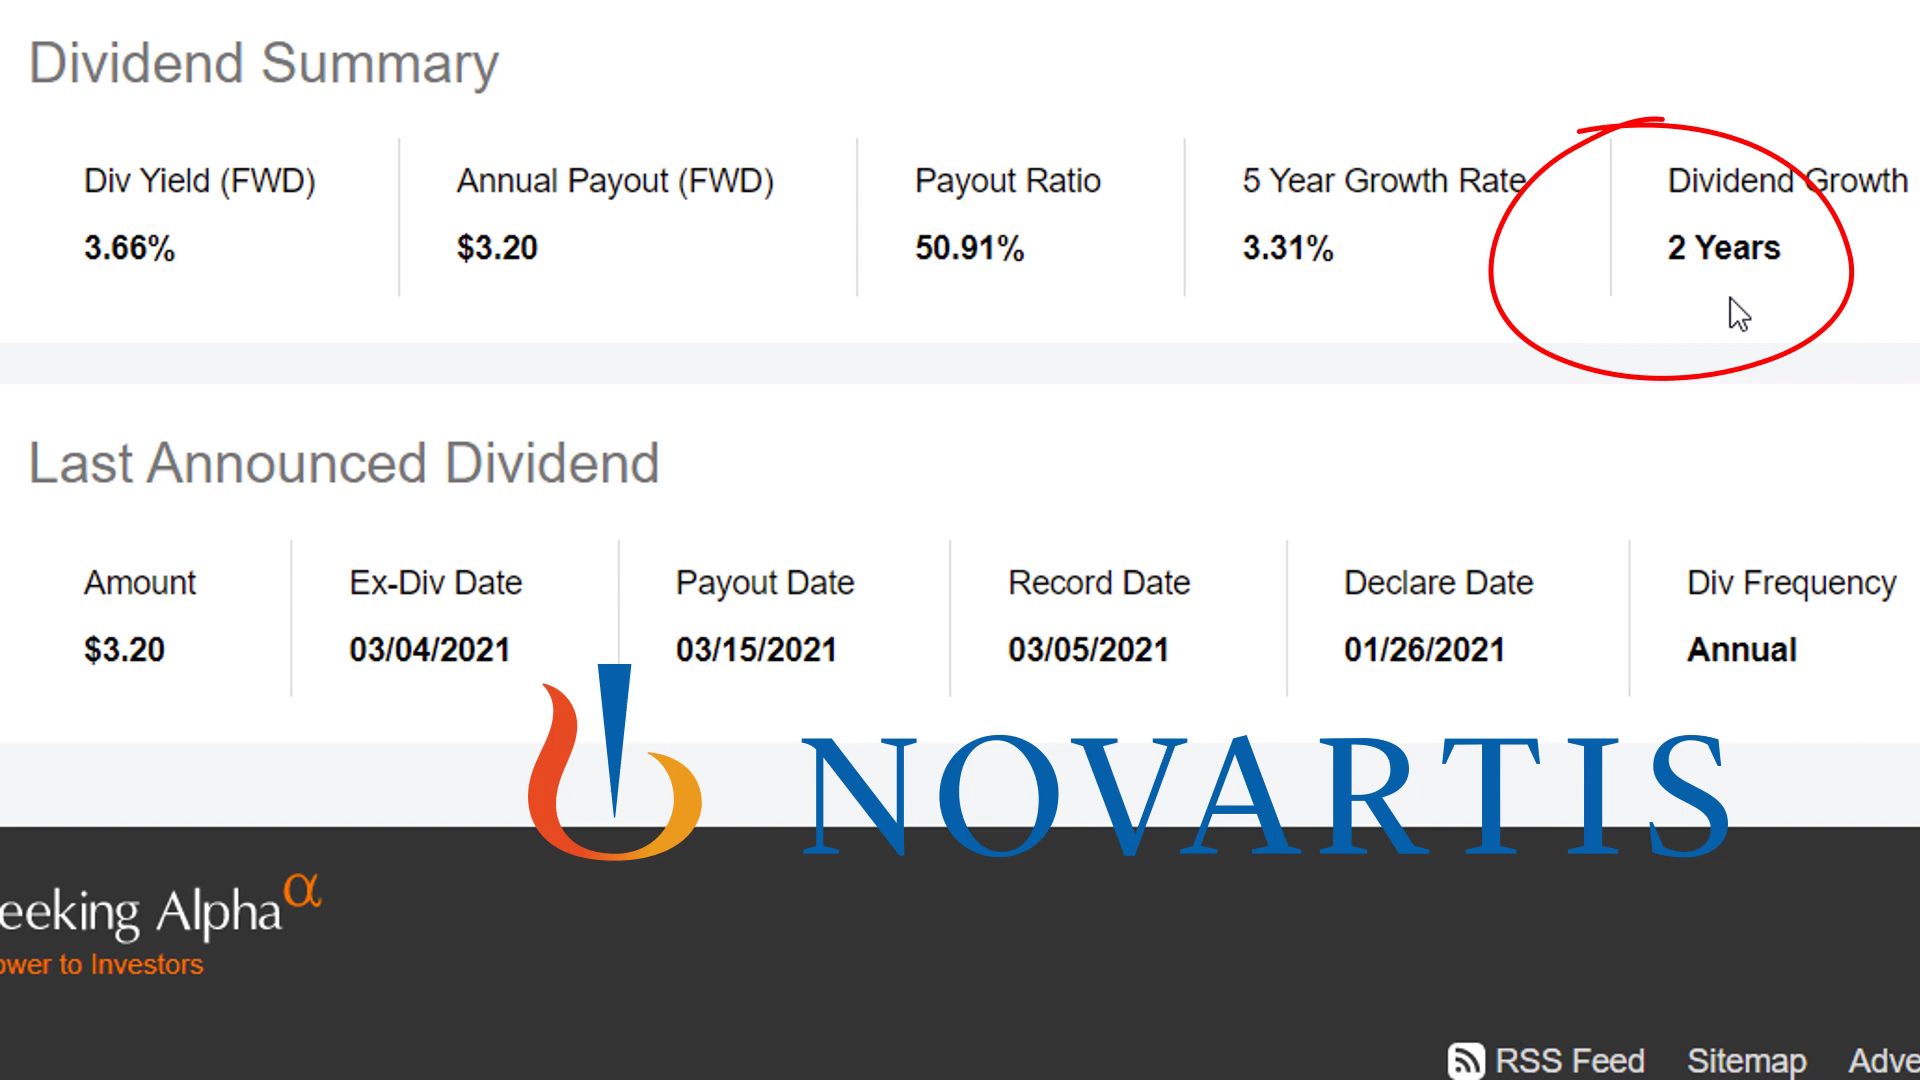 Dividend Summary
Div Yield (FWD) Annual Payout (FWD) Payout Ratio 5 Year Growth Rate Dividend Growth
3.66% $3.20 50.91% 3.31% 2 Years
Last Announced Dividend
Amount Ex-Div Date Payout Date Record Date Declare Date Div Frequency
$3.20 03/04/2021 03/15/2021 03/05/2021 01/26/2021 Annual
NOVARTIS
eeking Alpha α
ower to Investors
RSS Feed Sitemap Adve